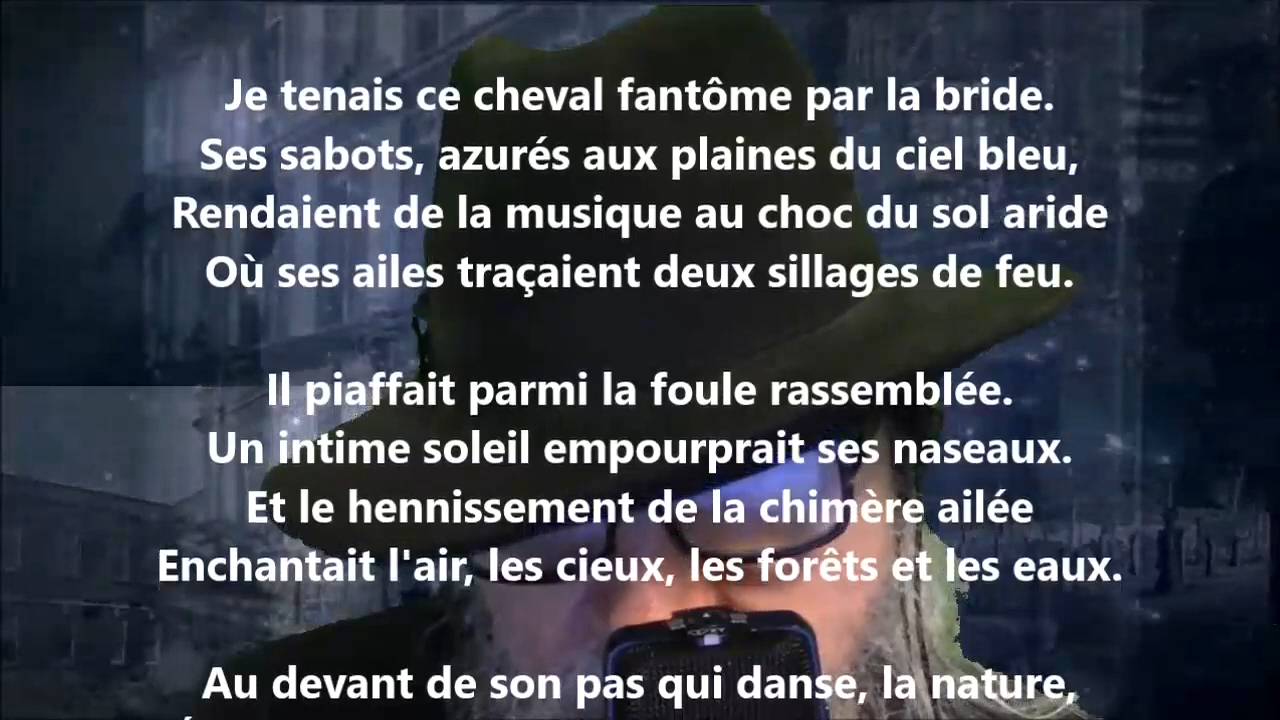 Je tenais ce cheval fantôme par la bride.
Ses sabots, azurés aux plaines du ciel bleu,
Rendaient de la musique au choc du sol aride
Où ses ailes traçaient deux sillages de feu.
Il piaffait parmi la foule rassemblée.
Un intime soleil empourprait ses naseaux.
Et le hennissement de la chimère ailée
Enchantait l'air, les cieux, les forêts et les eaux.
Au devant de son pas qui danse, la nature,